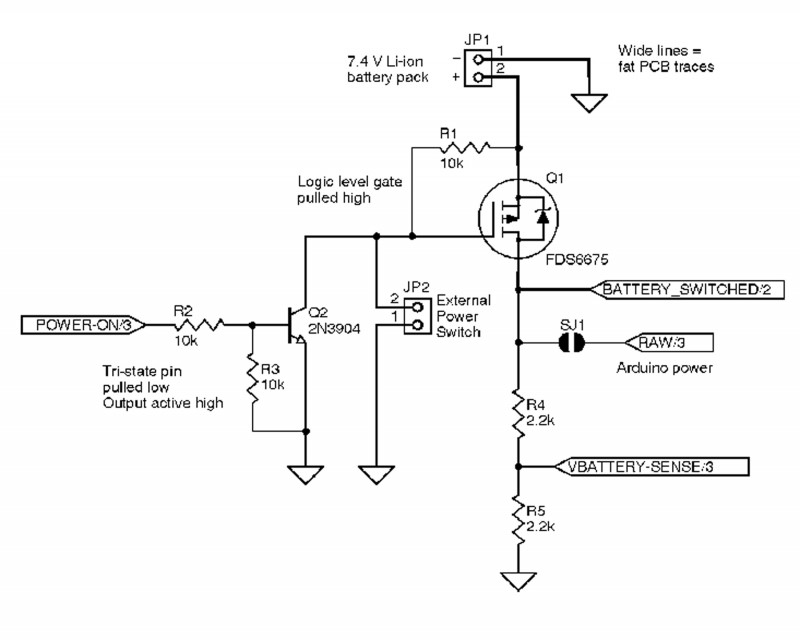 JP1
7.4 V Li-ion
battery pack
− 1
+ 2
Wide lines =
fat PCB traces
R1
10k
Logic level gate
pulled high
Q1
FDS6675
BATTERY_SWITCHED/2
JP2
2
1
External
Power
Switch
R2
10k
POWER-ON/3
Q2
2N3904
R3
10k
Tri-state pin
pulled low
Output active high
SJ1
RAW/3
Arduino power
R4
2.2k
VBATTERY-SENSE/3
R5
2.2k